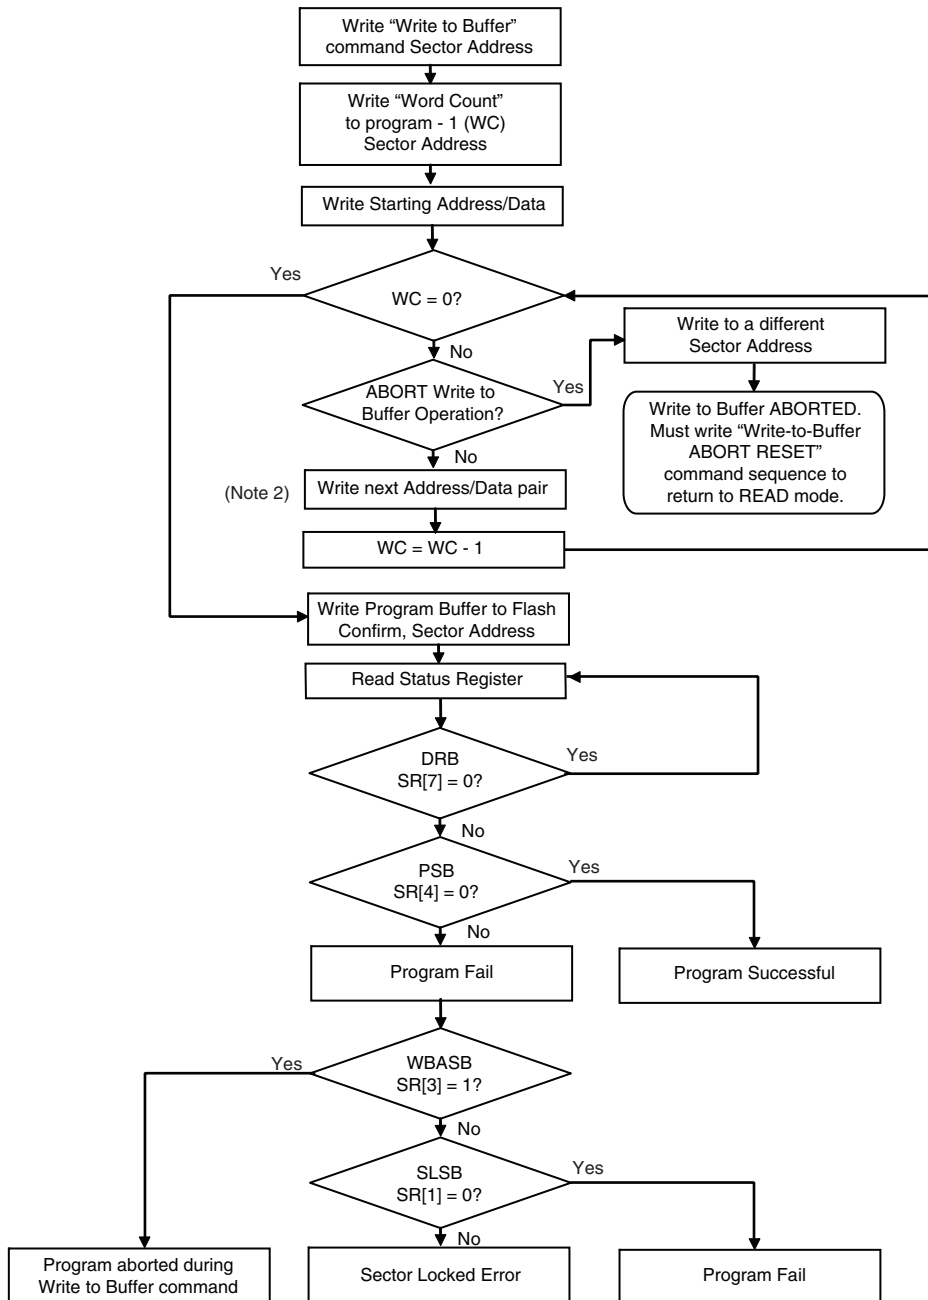 Write “Write to Buffer”
command Sector Address
Write “Word Count”
to program - 1 (WC)
Sector Address
Write Starting Address/Data
Yes
WC = 0?
No
Write to a different
Sector Address
ABORT Write to
Buffer Operation?
Yes
No
Write to Buffer ABORTED.
Must write “Write-to-Buffer
ABORT RESET”
command sequence to
return to READ mode.
(Note 2)
Write next Address/Data pair
WC = WC - 1
Write Program Buffer to Flash
Confirm, Sector Address
Read Status Register
DRB
SR[7] = 0?
Yes
No
PSB
SR[4] = 0?
Yes
No
Program Fail
Program Successful
Yes
WBASB
SR[3] = 1?
No
SLSB
SR[1] = 0?
Yes
No
Program aborted during
Write to Buffer command
Sector Locked Error
Program Fail